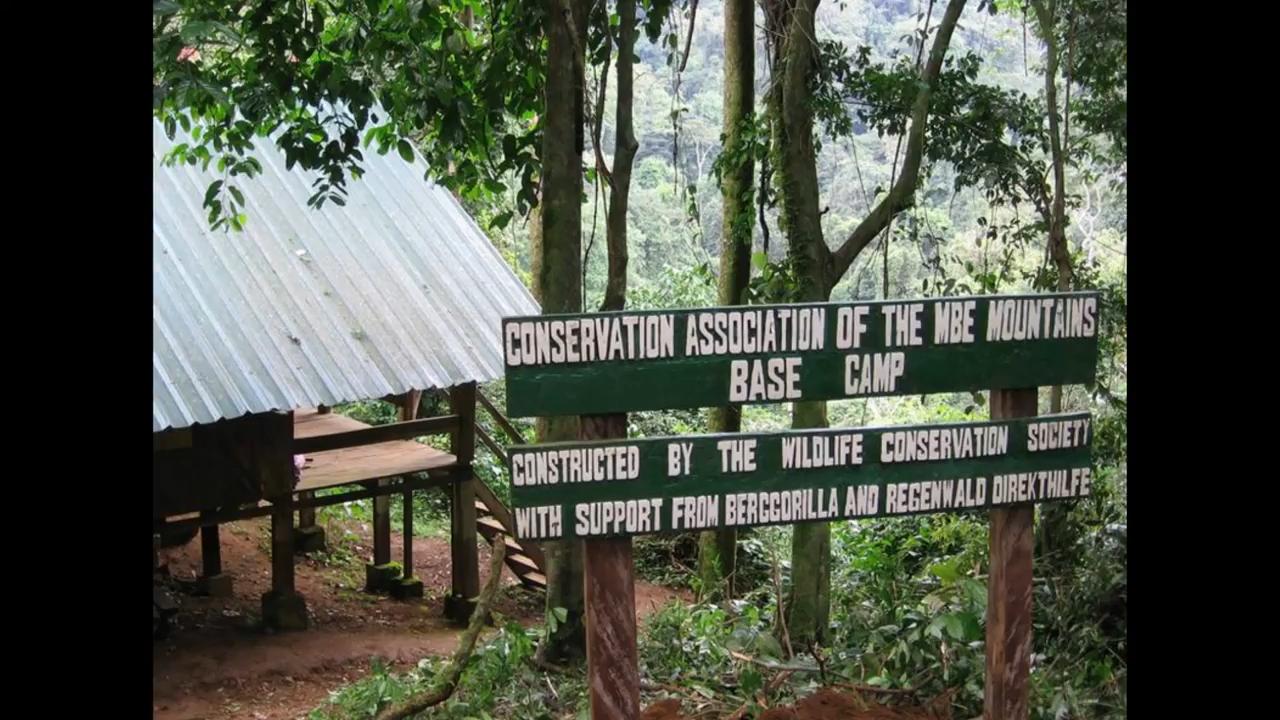 CONSERVATION ASSOCIATION OF THE MBE MOUNTAINS
BASE CAMP
CONSTRUCTED BY THE WILDLIFE CONSERVATION SOCIETY
WITH SUPPORT FROM BERGGORILLA AND REGENWALD DIREKTHILFE